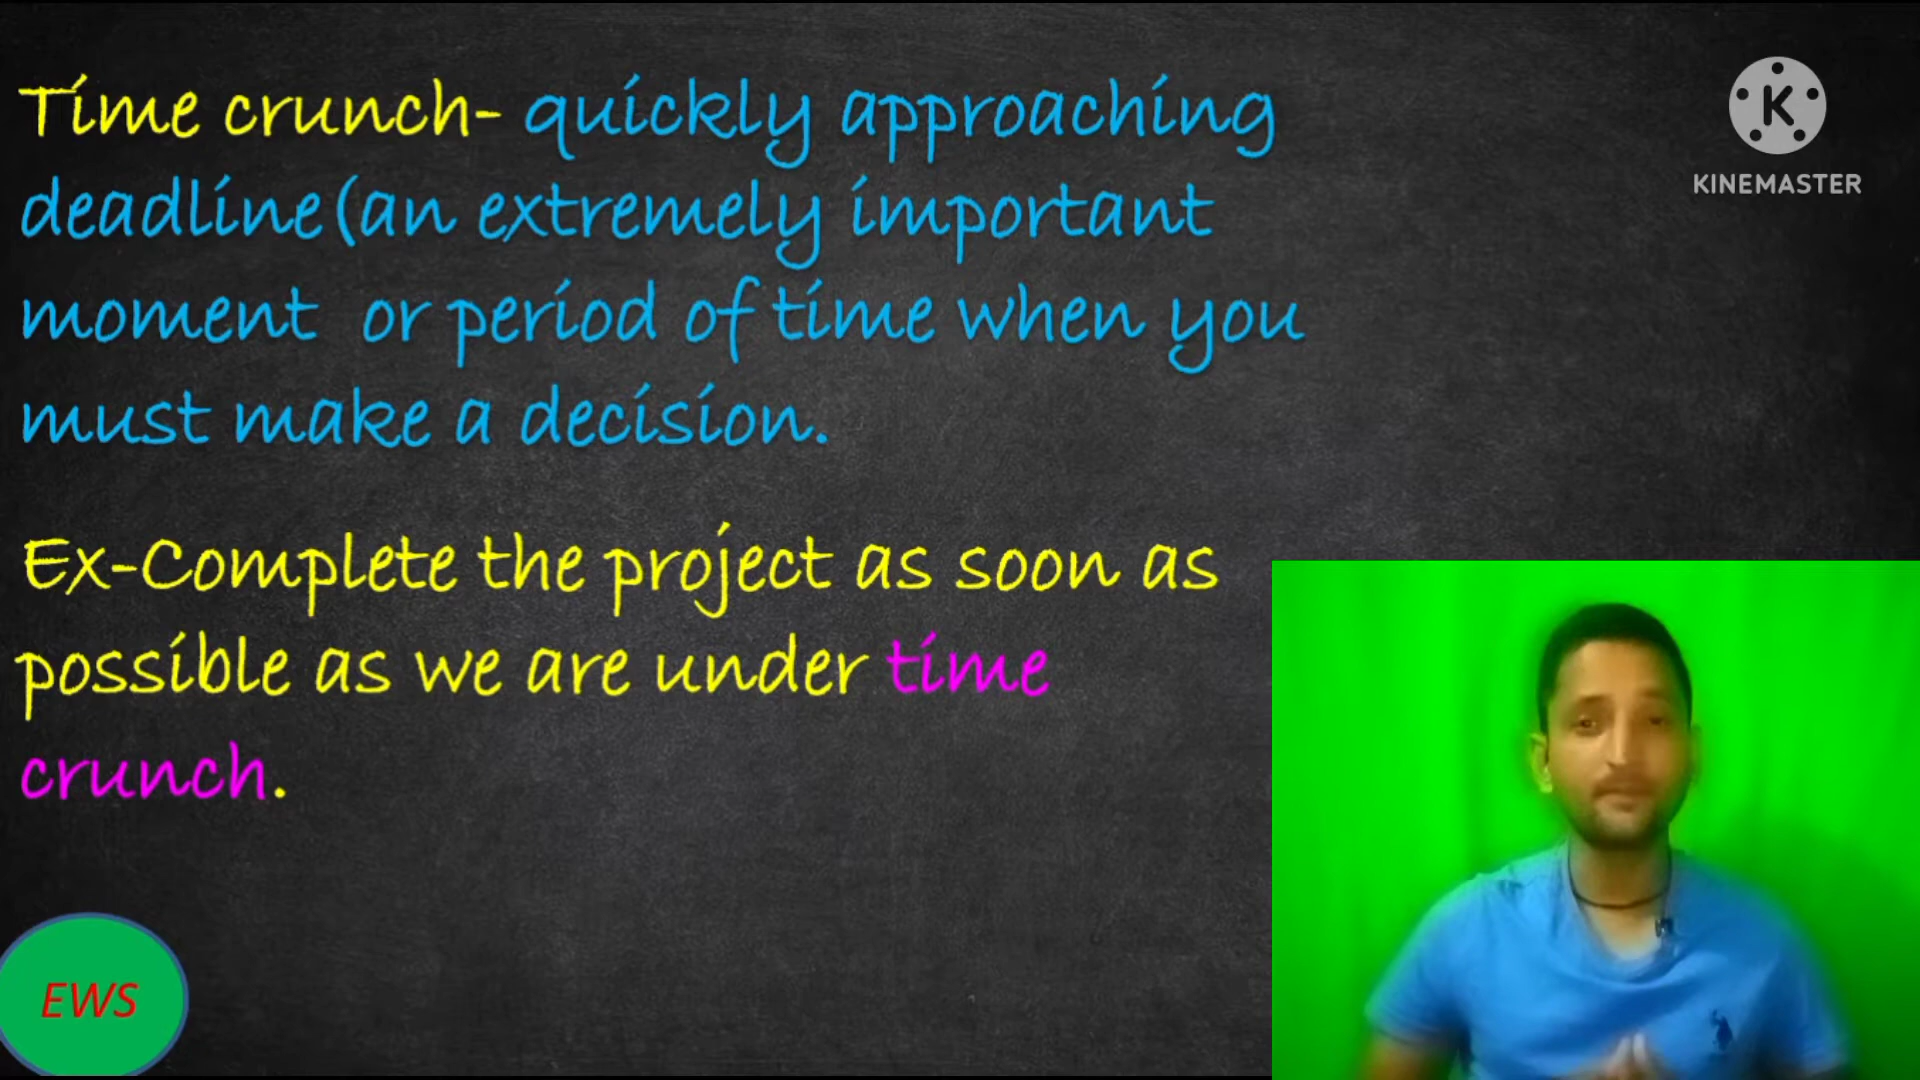 Time crunch- quickly approaching
deadline(an extremely important
moment or period of time when you
must make a decision.
Ex-Complete the project as soon as
possible as we are under time
crunch.
K
KINEMASTER
EWS